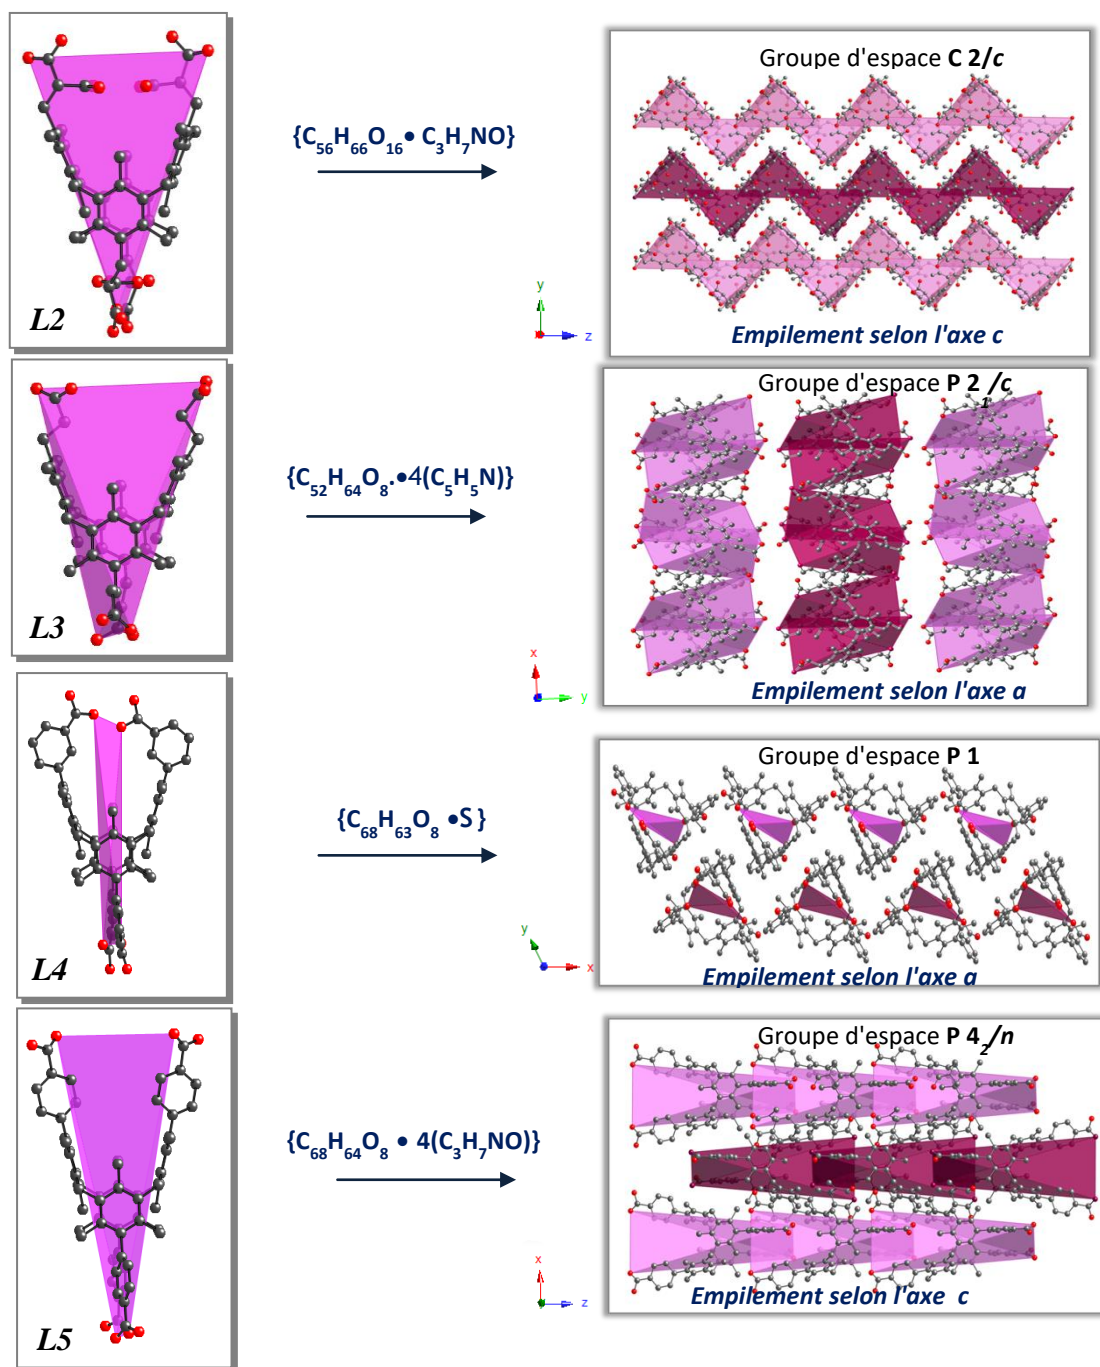 Groupe d'espace C 2/c
{C56H66O16• C3H7NO}
y
z
L2
Empilement selon l'axe c
Groupe d'espace P 21/c
{C52H64O8.•4(C5H5N)}
x
y
L3
Empilement selon l'axe a
Groupe d'espace P 1
{C68H63O8 •S }
y
x
L4
Empilement selon l'axe a
Groupe d'espace P 42/n
{C68H64O8 • 4(C3H7NO)}
x
z
L5
Empilement selon l'axe c